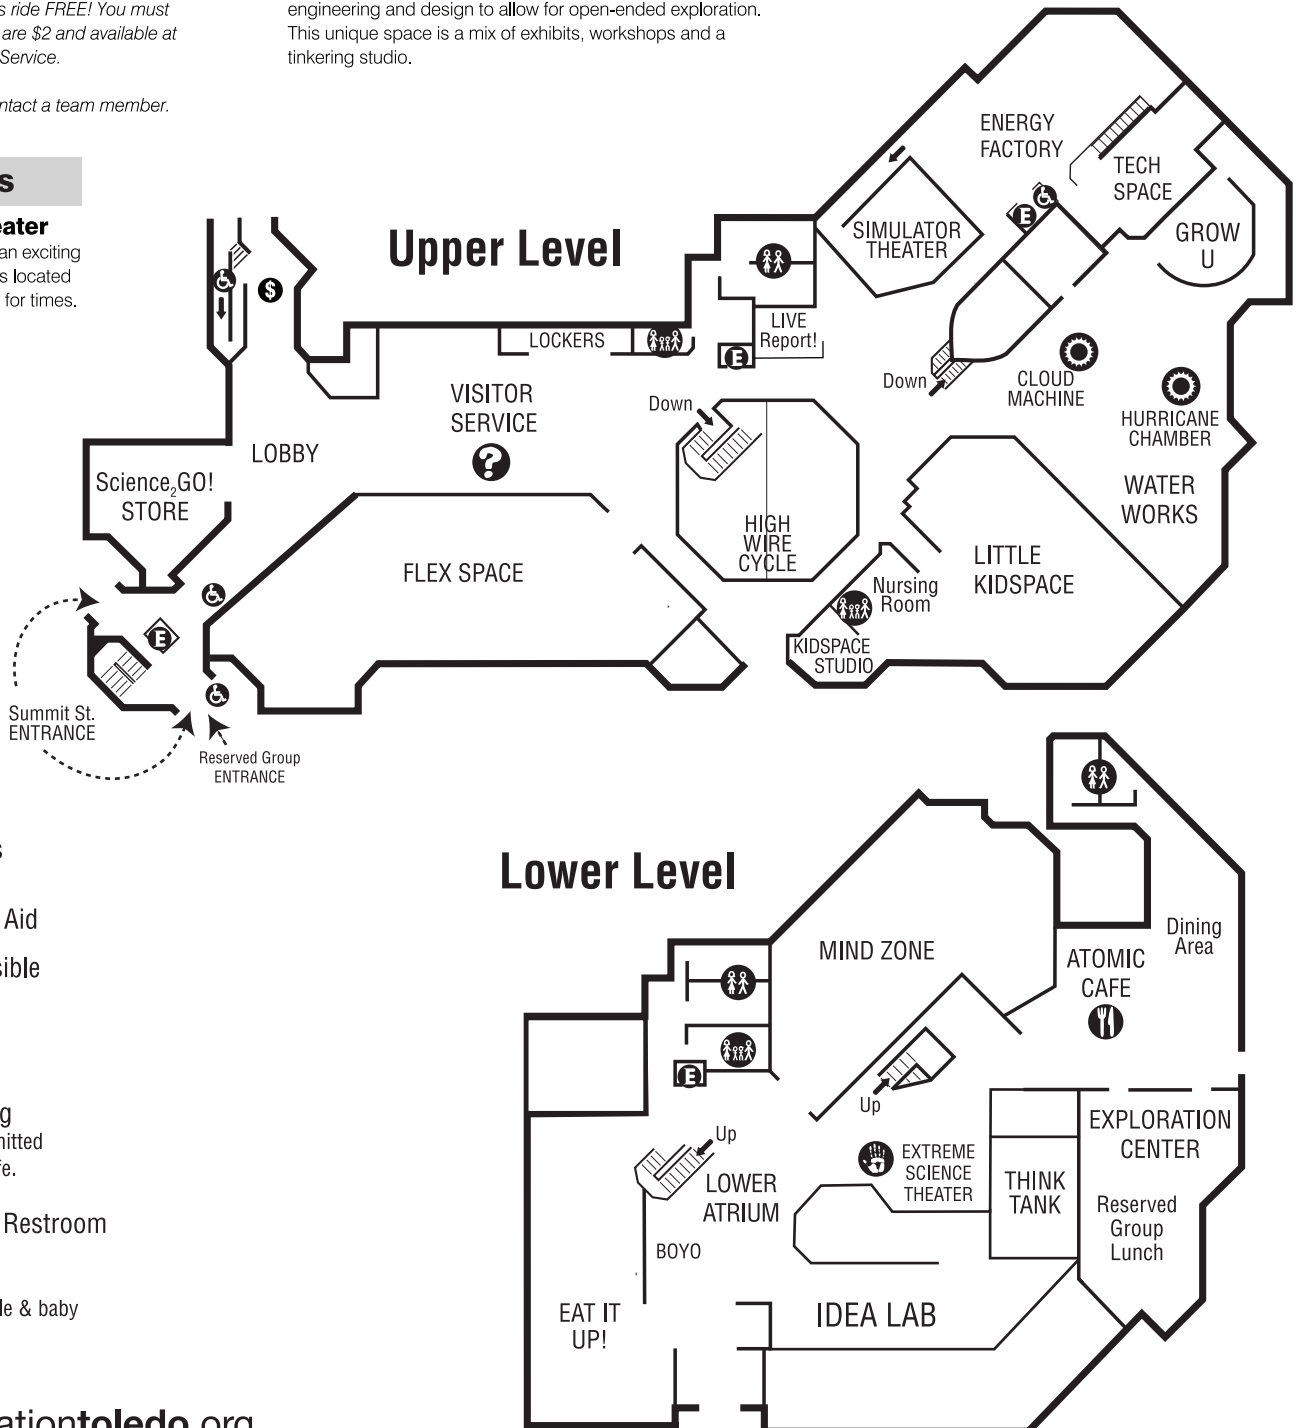 s ride FREE! You must
are $2 and available at
Service.
ntact a team member.
engineering and design to allow for open-ended exploration.
This unique space is a mix of exhibits, workshops and a
tinkering studio.
s
eater
an exciting
s located
for times.
Upper Level
ENERGY
FACTORY
TECH
SPACE
E
SIMULATOR
THEATER
GROW
U
$
LOCKERS
LIVE
Report!
E
Down
CLOUD
MACHINE
HURRICANE
CHAMBER
VISITOR
SERVICE
?
Down
LOBBY
Science2GO!
STORE
WATER
WORKS
HIGH
WIRE
CYCLE
FLEX SPACE
LITTLE
KIDSPACE
Nursing
Room
KIDSPACE
STUDIO
E
Summit St.
ENTRANCE
Reserved Group
ENTRANCE
s
Aid
sible
g
nitted
fe.
Restroom
le & baby
Lower Level
Dining
Area
MIND ZONE
ATOMIC
CAFE
E
Up
Up
EXPLORATION
CENTER
EXTREME
SCIENCE
THEATER
THINK
TANK
LOWER
ATRIUM
Reserved
Group
Lunch
BOYO
EAT IT
UP!
IDEA LAB
ationtoledo.org